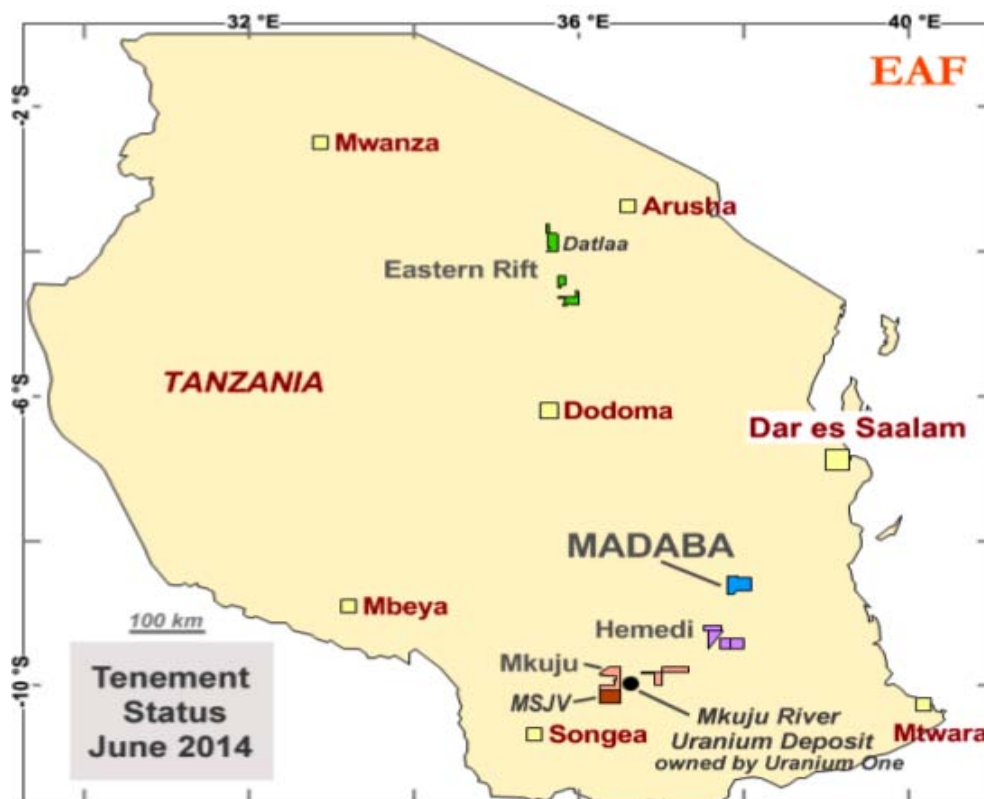 32 °E
36 °E
40 °E
EAF
-2 °S
Mwanza
Arusha
Datlaa
Eastern Rift
TANZANIA
-6 °S
Dodoma
Dar es Saalam
MADABA
Mbeya
100 km
Hemedi
Mkuju
MSJV
-10 °S
Mkuju River
Uranium Deposit
owned by Uranium One
Mtwara
Songea
Tenement
Status
June 2014